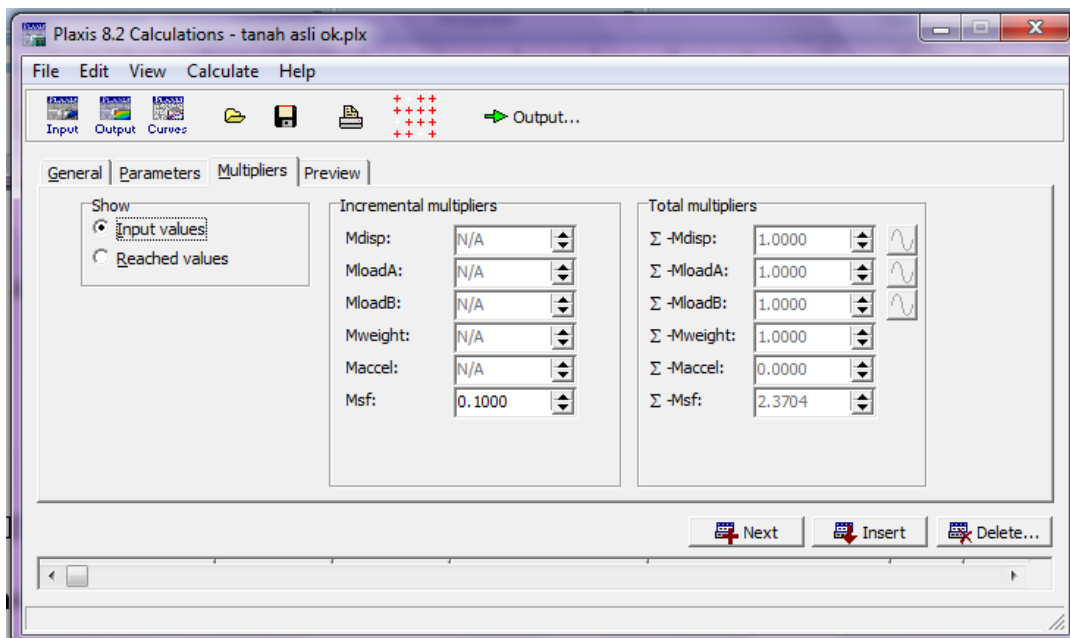 Plaxis 8.2 Calculations - tanah asli ok.plx
File Edit View Calculate Help
PLAXIS PLAXIS PLAXIS
Input Output Curves Output...
General Parameters Multipliers Preview
Show Incremental multipliers Total multipliers
Input values Mdisp: N/A Σ -Mdisp: 1.0000
Reached values MloadA: N/A Σ -MloadA: 1.0000
MloadB: N/A Σ -MloadB: 1.0000
Mweight: N/A Σ -Mweight: 1.0000
Maccel: N/A Σ -Maccel: 0.0000
Msf: 0.1000 Σ -Msf: 2.3704
Next Insert Delete...